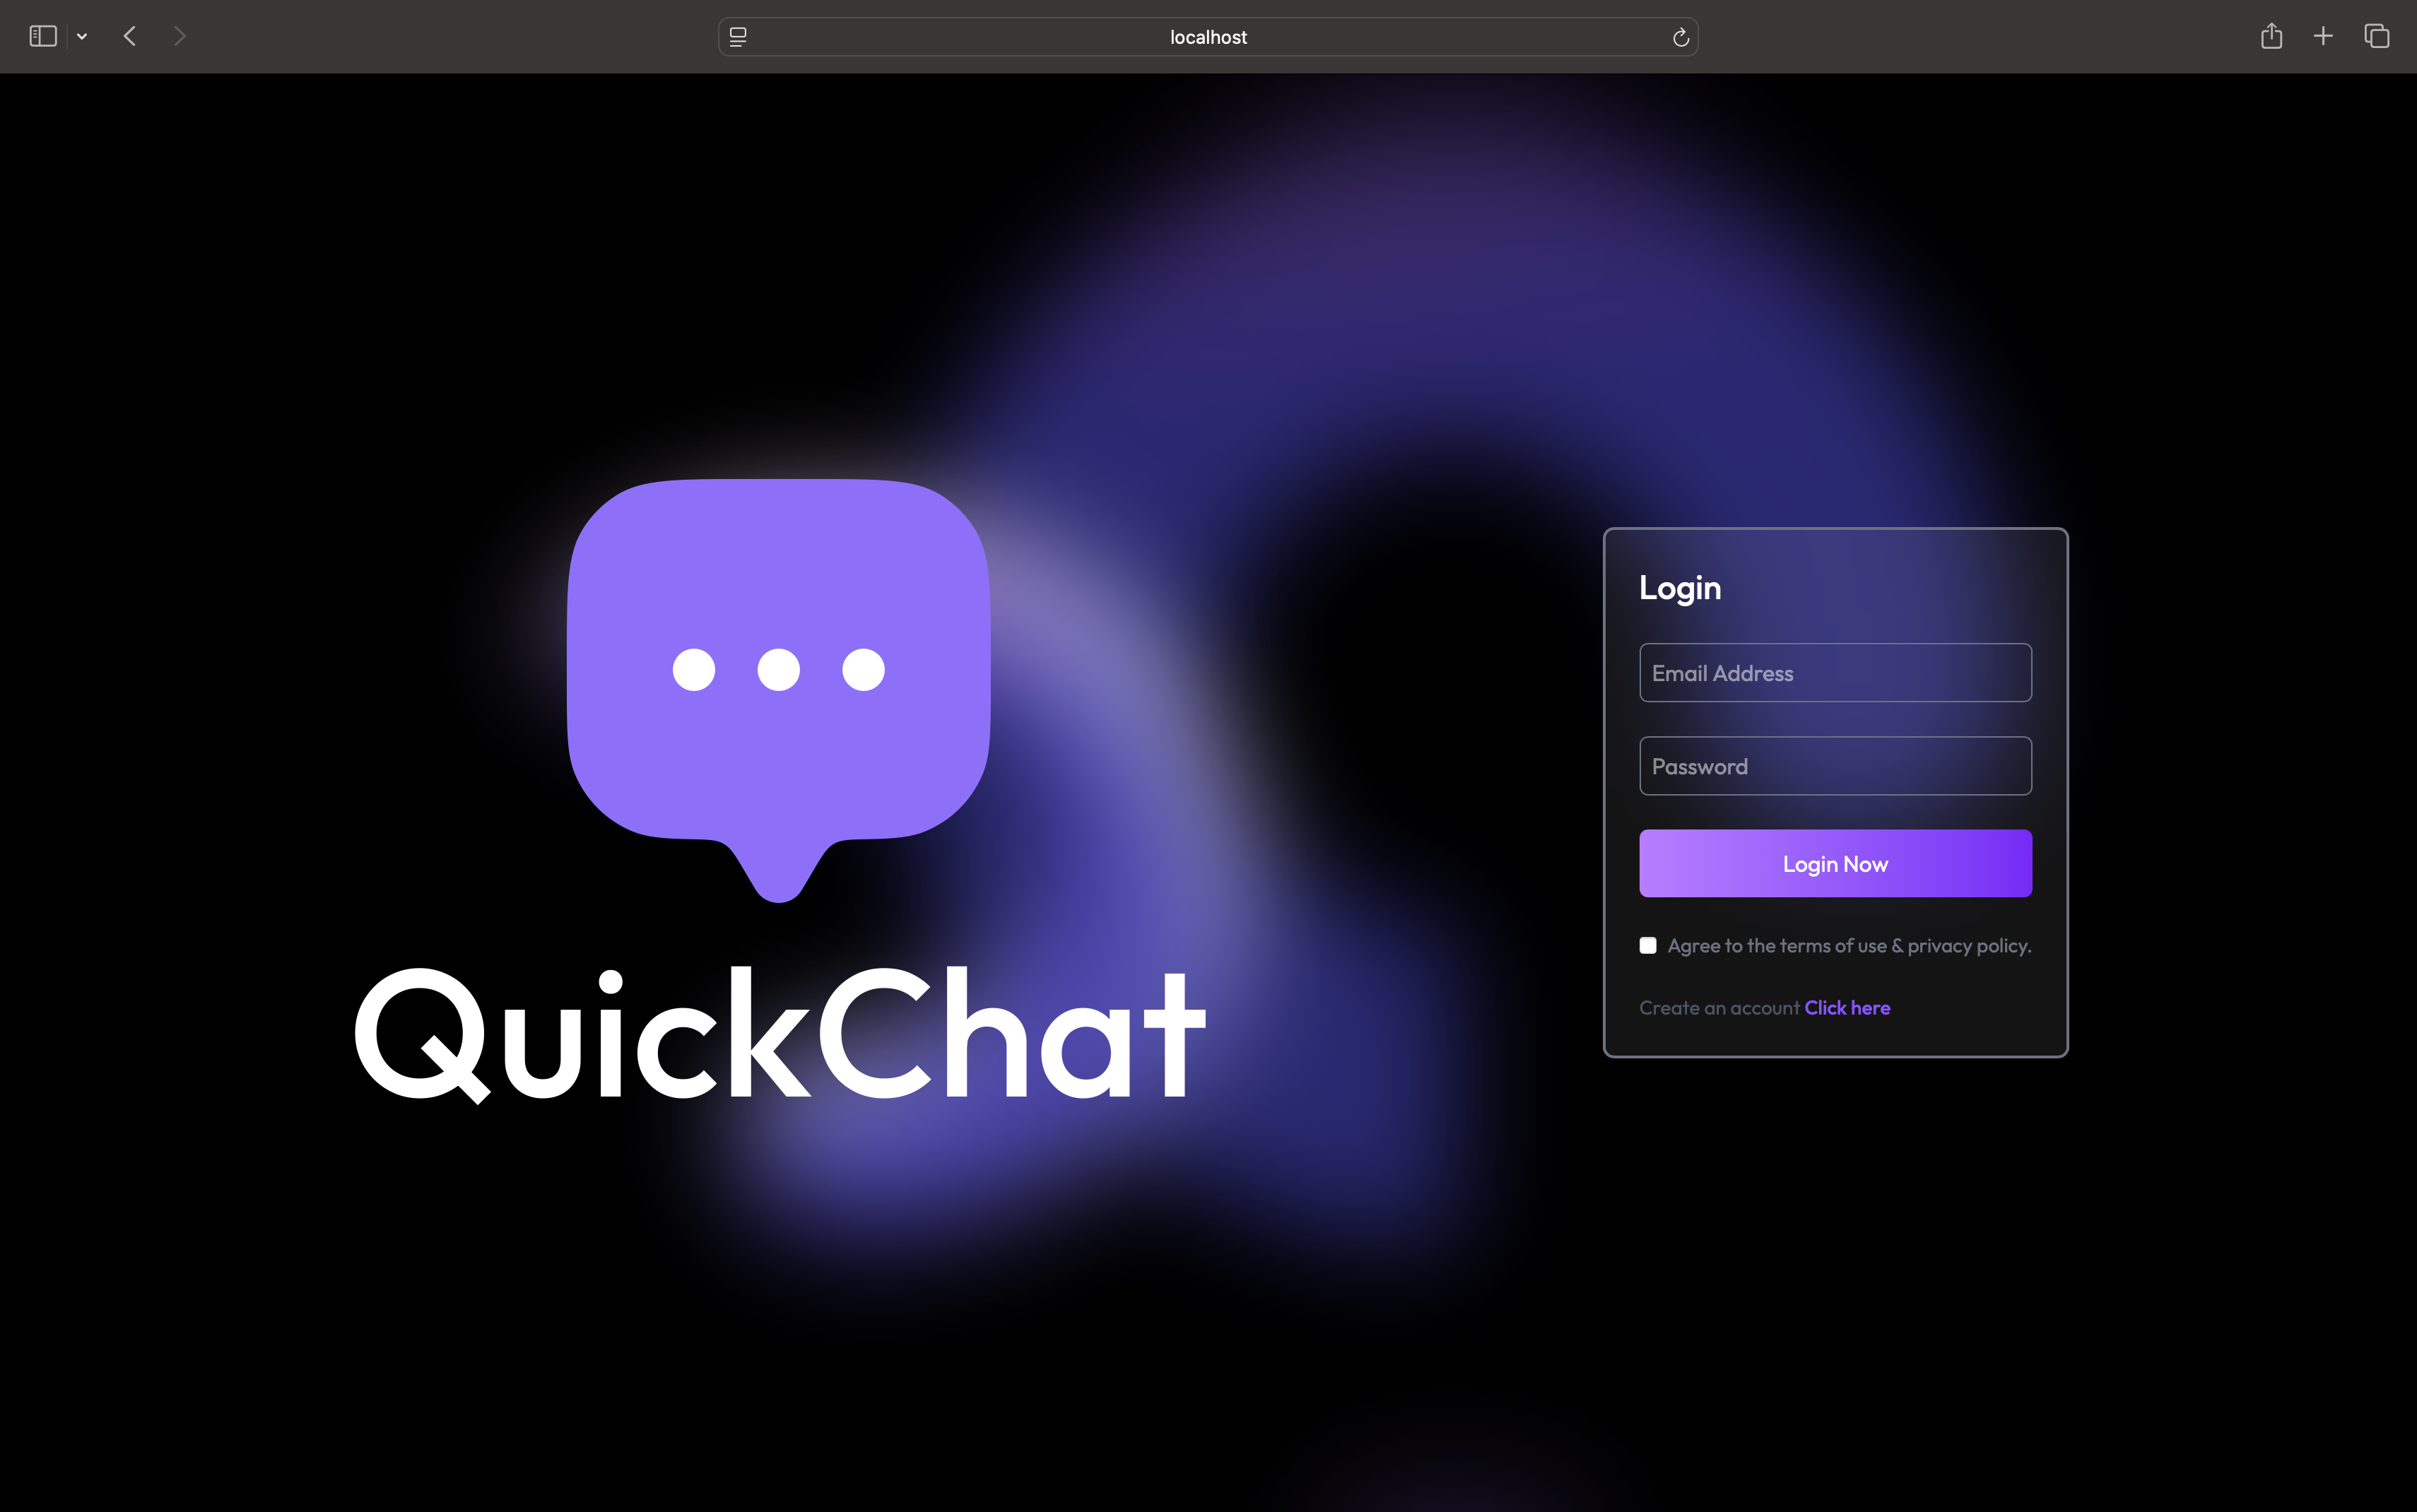 localhost
QuickChat
Login
Email Address
Password
Login Now
Agree to the terms of use & privacy policy.
Create an account Click here